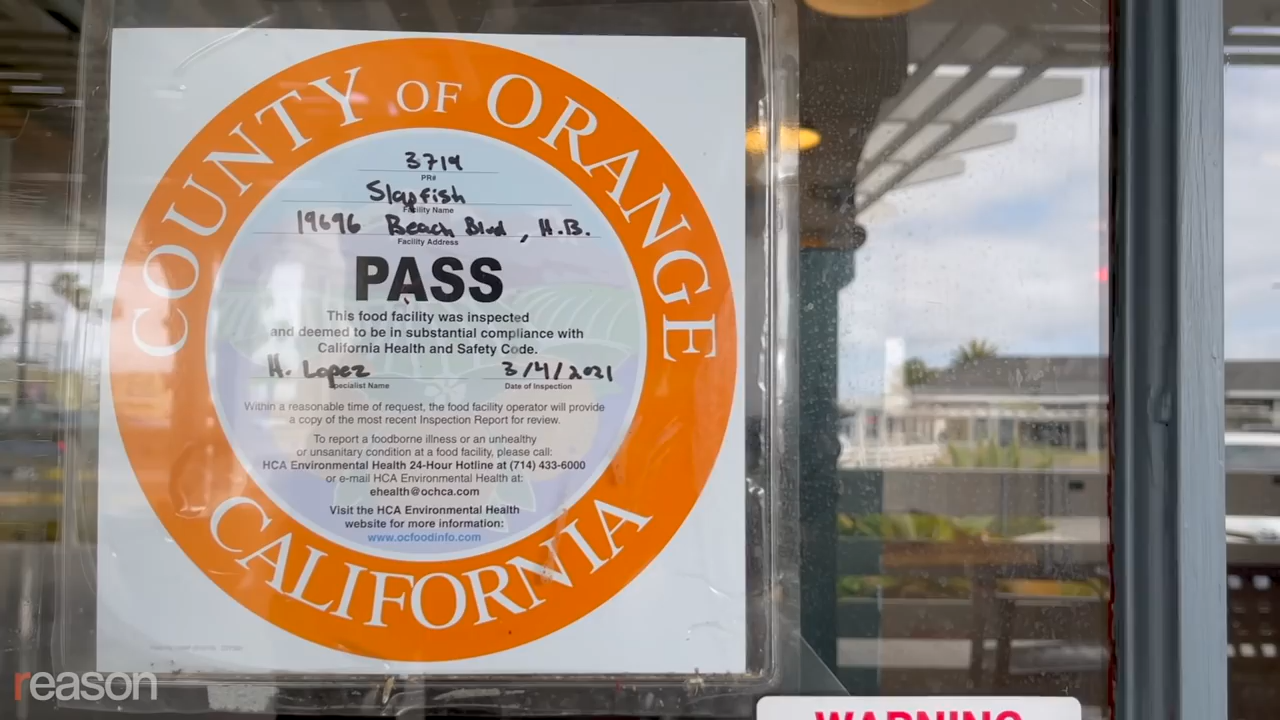 COUNTY OF ORANGE
3719
PR#
Slapfish
Facility Name
19696 Beach Blvd, H.B.
Facility Address
PASS
This food facility was inspected
and deemed to be in substantial compliance with
California Health and Safety Code.
H. Lopez 3/4/2021
Specialist Name Date of Inspection
Within a reasonable time of request, the food facility operator will provide
a copy of the most recent Inspection Report for review.
To report a foodborne illness or an unhealthy
or unsanitary condition at a food facility, please call:
HCA Environmental Health 24-Hour Hotline at (714) 433-6000
or e-mail HCA Environmental Health at:
ehealth@ochca.com
Visit the HCA Environmental Health
website for more information:
www.ocfoodinfo.com
CALIFORNIA
reason
WARNING